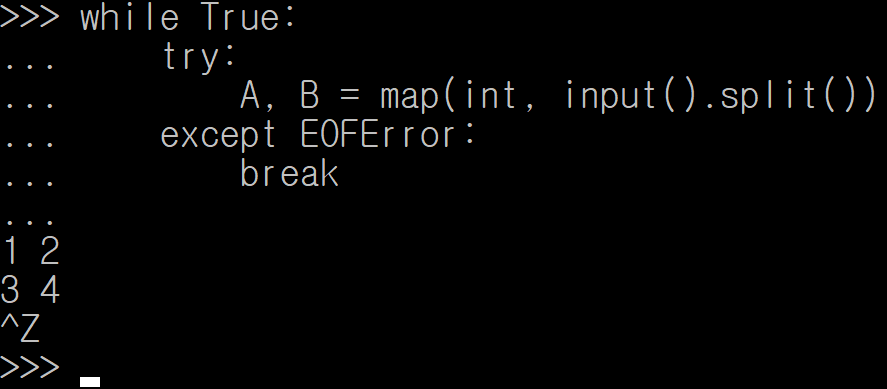 >>> while True:
...     try:
...         A, B = map(int, input().split())
...     except EOFError:
...         break
...
1 2
3 4
^Z
>>>